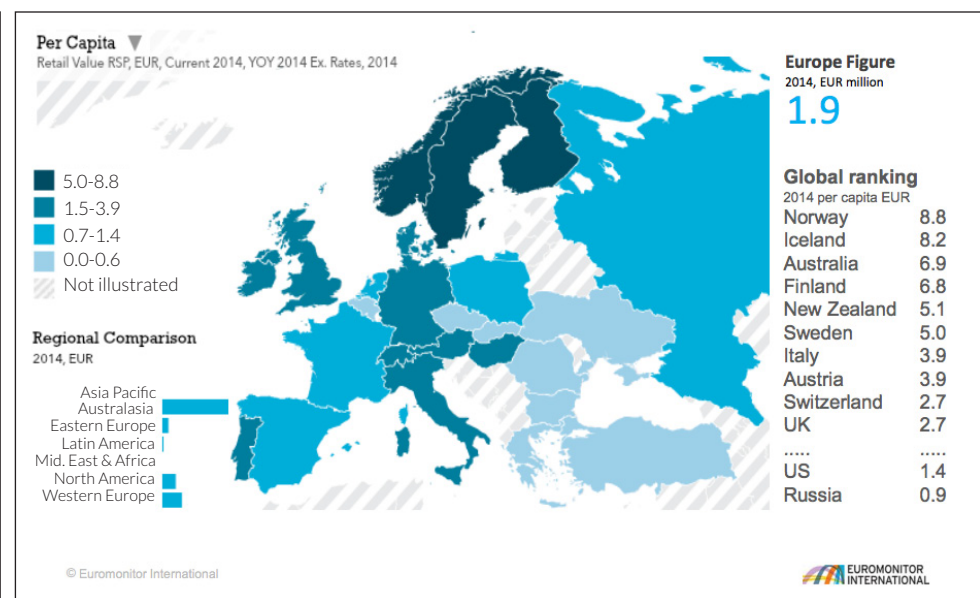 Per Capita
Retail Value RSP, EUR, Current 2014, YOY 2014 Ex. Rates, 2014
5.0-8.8
1.5-3.9
0.7-1.4
0.0-0.6
Not illustrated
Regional Comparison
2014, EUR
Asia Pacific
Australasia
Eastern Europe
Latin America
Mid. East & Africa
North America
Western Europe
Europe Figure
2014, EUR million
1.9
Global ranking
2014 per capita EUR
Norway 8.8
Iceland 8.2
Australia 6.9
Finland 6.8
New Zealand 5.1
Sweden 5.0
Italy 3.9
Austria 3.9
Switzerland 2.7
UK 2.7
..... .....
US 1.4
Russia 0.9
© Euromonitor International
EUROMONITOR
INTERNATIONAL